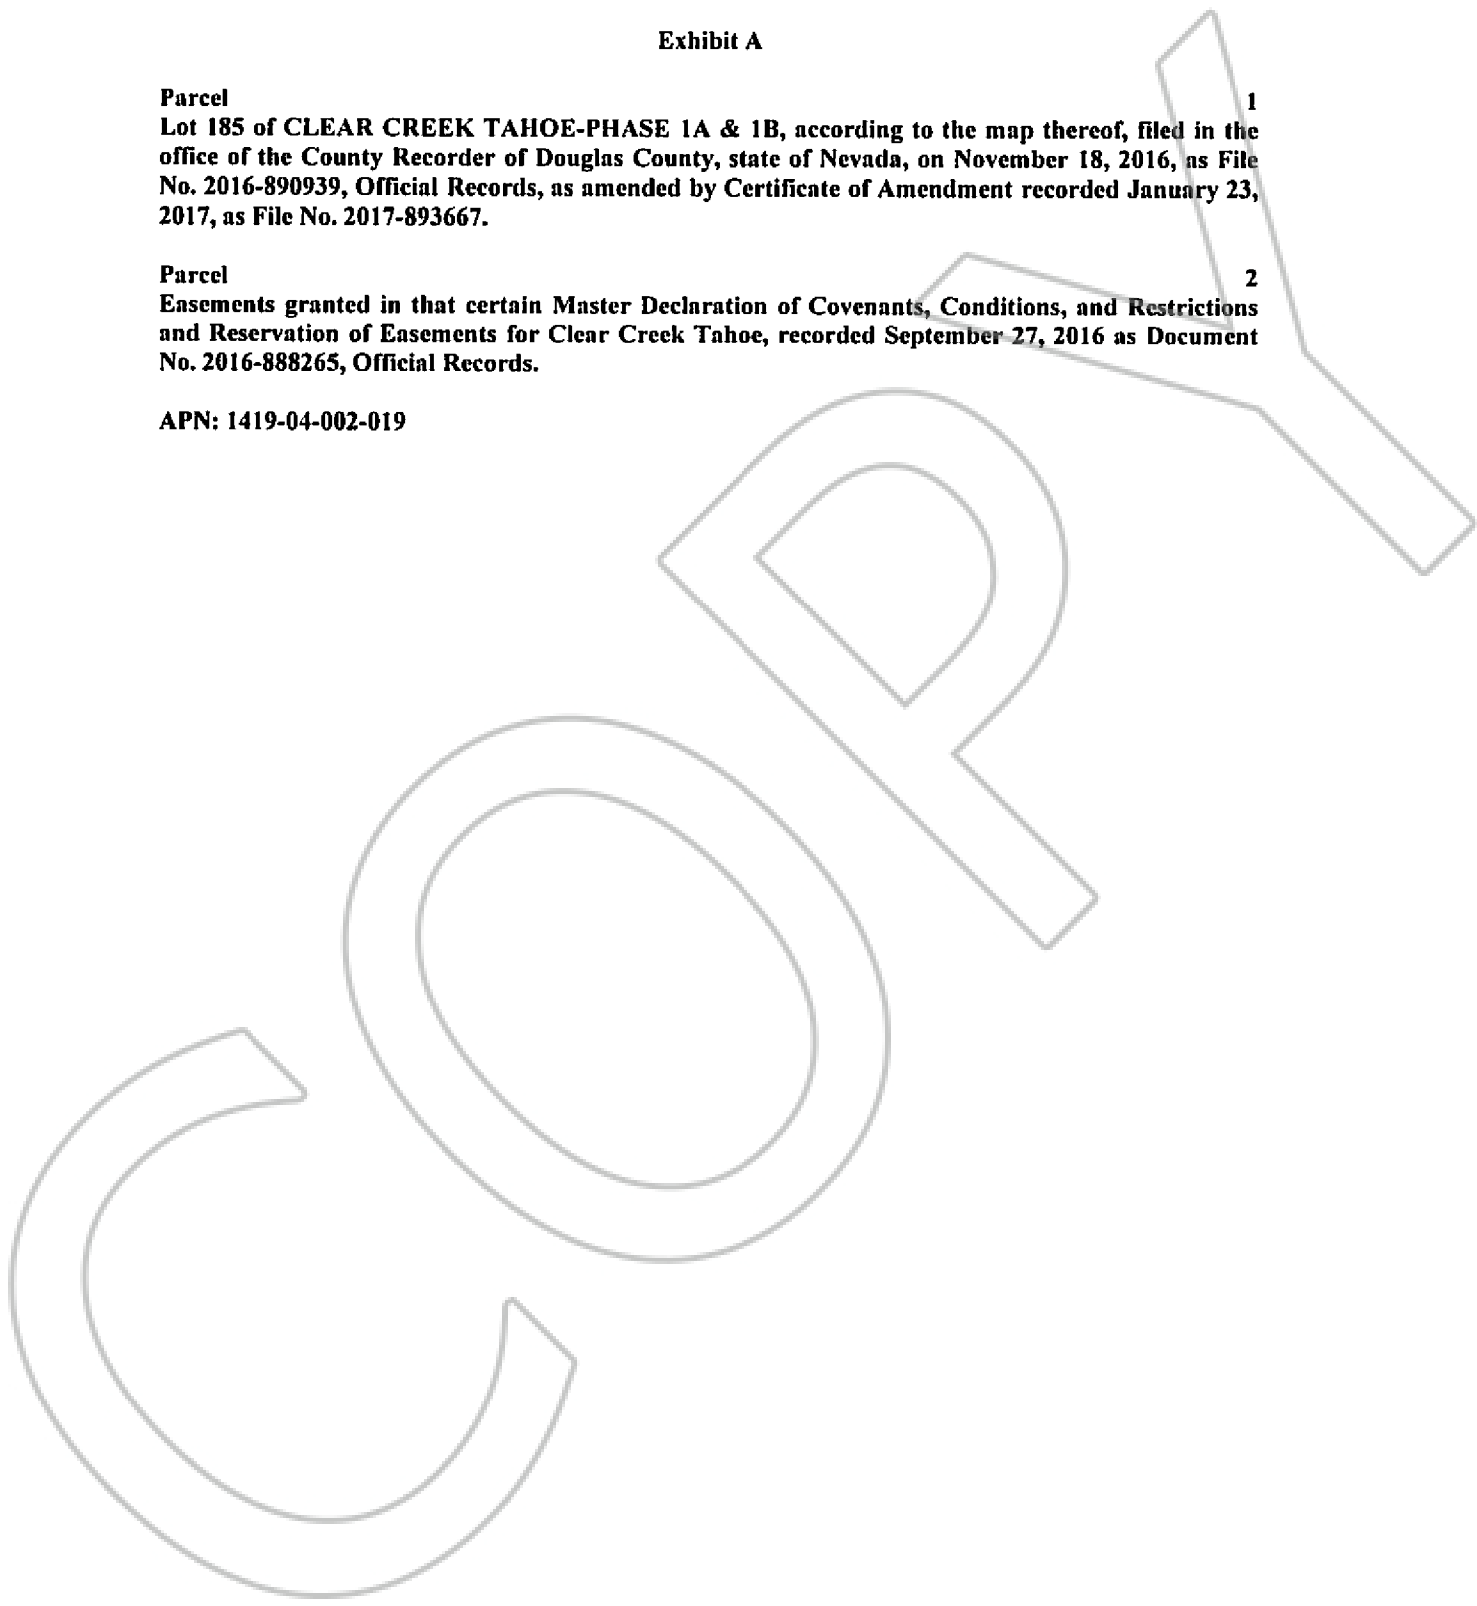 Exhibit A
Parcel 1
Lot 185 of CLEAR CREEK TAHOE-PHASE 1A & 1B, according to the map thereof, filed in the
office of the County Recorder of Douglas County, state of Nevada, on November 18, 2016, as File
No. 2016-890939, Official Records, as amended by Certificate of Amendment recorded January 23,
2017, as File No. 2017-893667.
Parcel 2
Easements granted in that certain Master Declaration of Covenants, Conditions, and Restrictions
and Reservation of Easements for Clear Creek Tahoe, recorded September 27, 2016 as Document
No. 2016-888265, Official Records.
APN: 1419-04-002-019
COPY